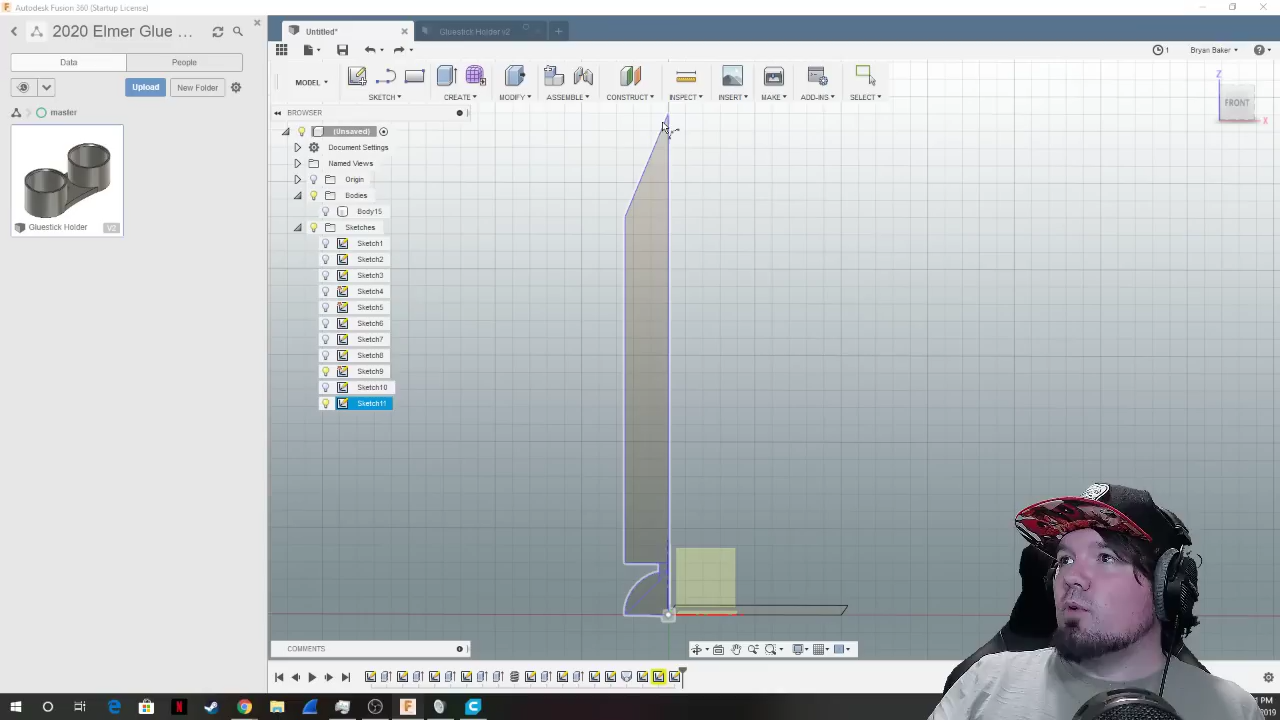 Autodesk Fusion 360 (Startup License)
2020 Elmer Glue ...
Data
People
Upload
New Folder
master
Gluestick Holder
V2
Untitled*
Gluestick Holder v2
1
Bryan Baker
MODEL
SKETCH
CREATE
MODIFY
ASSEMBLE
CONSTRUCT
INSPECT
INSERT
MAKE
ADD-INS
SELECT
BROWSER
(Unsaved)
Document Settings
Named Views
Origin
Bodies
Body15
Sketches
Sketch1
Sketch2
Sketch3
Sketch4
Sketch5
Sketch6
Sketch7
Sketch8
Sketch9
Sketch10
Sketch11
Z
FRONT
X
COMMENTS